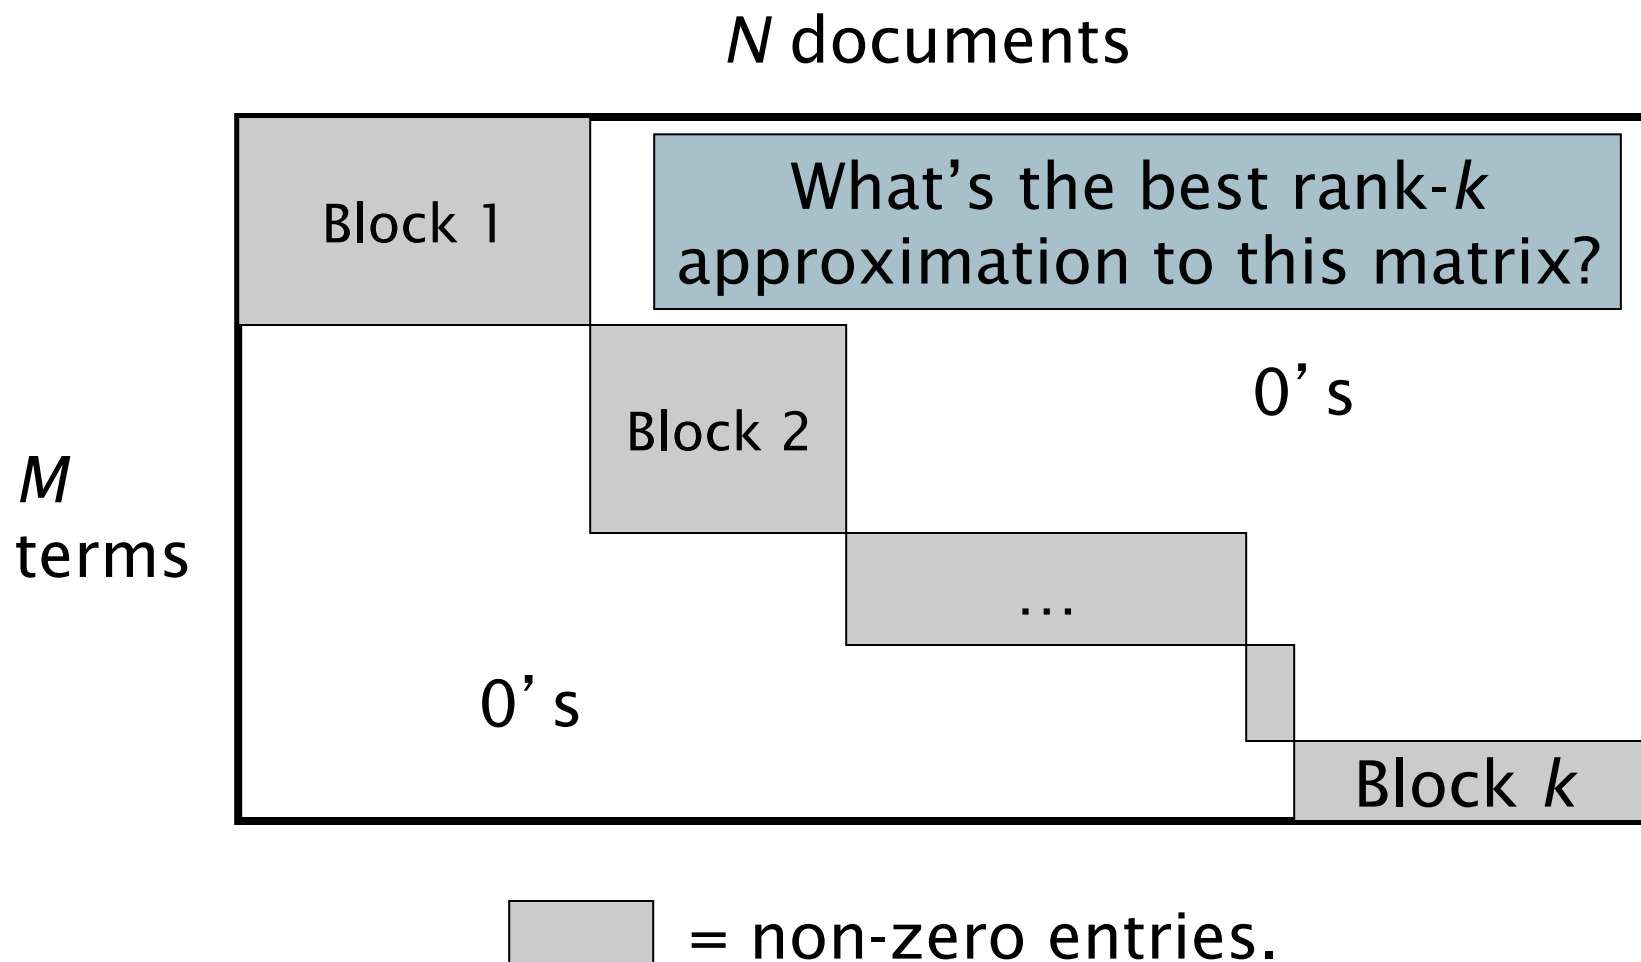 N documents
Block 1
What’s the best rank-k
approximation to this matrix?
0’s
Block 2
M
terms
…
0’s
Block k
= non-zero entries.